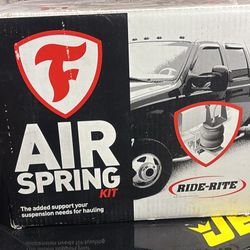 F
AIR
SPRING
KIT
The added support your
suspension needs for hauling
RIDE-RITE